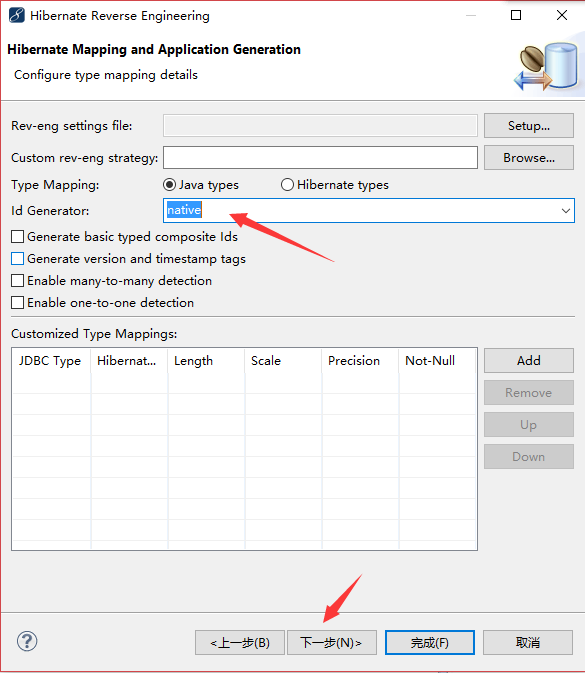 Hibernate Reverse Engineering
Hibernate Mapping and Application Generation
Configure type mapping details
Rev-eng settings file: Setup...
Custom rev-eng strategy: Browse...
Type Mapping: Java types Hibernate types
Id Generator: native
Generate basic typed composite Ids
Generate version and timestamp tags
Enable many-to-many detection
Enable one-to-one detection
Customized Type Mappings:
JDBC Type Hibernat... Length Scale Precision Not-Null Add
Remove
Up
Down
? <上一步(B) 下一步(N)> 完成(F) 取消